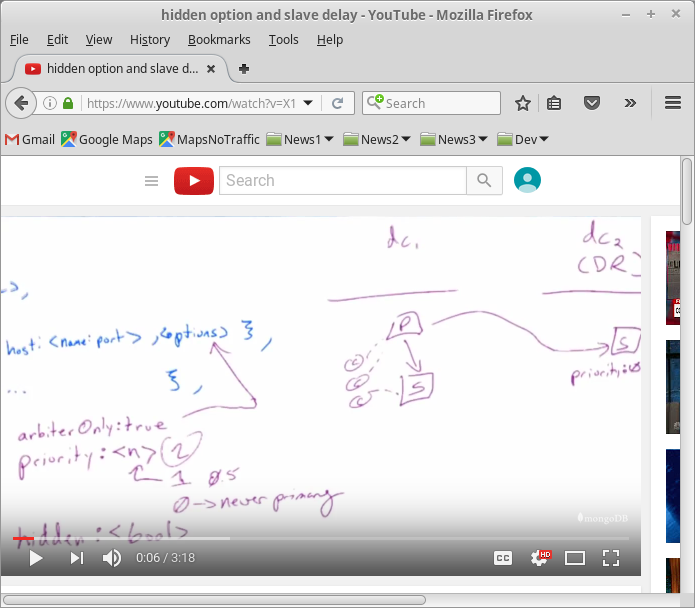 hidden option and slave delay - YouTube - Mozilla Firefox
File Edit View History Bookmarks Tools Help
hidden option and slave d...
https://www.youtube.com/watch?v=X1
Search
Gmail Google Maps MapsNoTraffic News1 News2 News3 Dev
Search
dc1
dc2
(DR)
host: <name:port>, <options> },
... },
P
S
S
c
c
c
priority:0
arbiterOnly:true
priority:<n> 2
1 0.5
0->never primary
hidden:<bool>
mongoDB
0:06 / 3:18
CC
HD